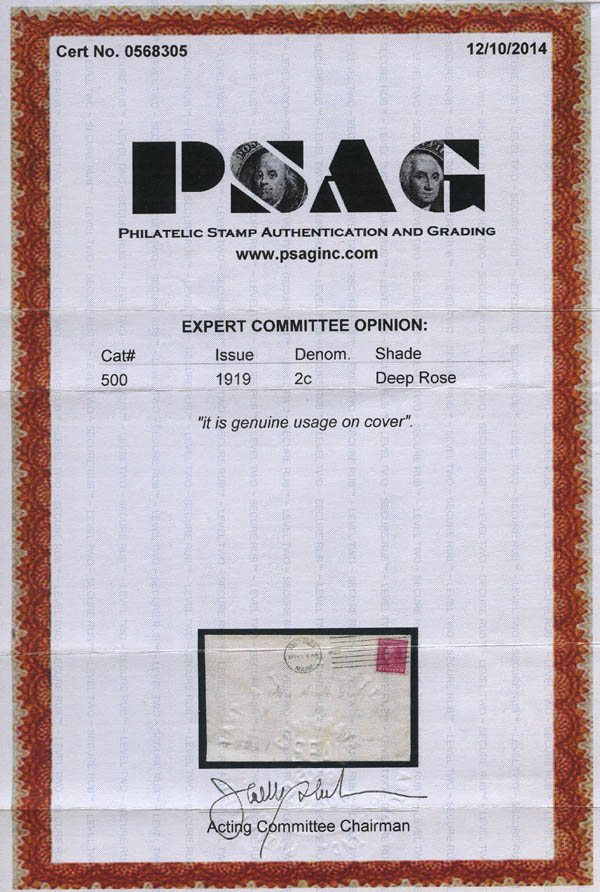 Cert No. 0568305 12/10/2014
PSAG
PHILATELIC STAMP AUTHENTICATION AND GRADING
www.psaginc.com
EXPERT COMMITTEE OPINION:
Cat# Issue Denom. Shade
500 1919 2c Deep Rose
"it is genuine usage on cover".
Acting Committee Chairman